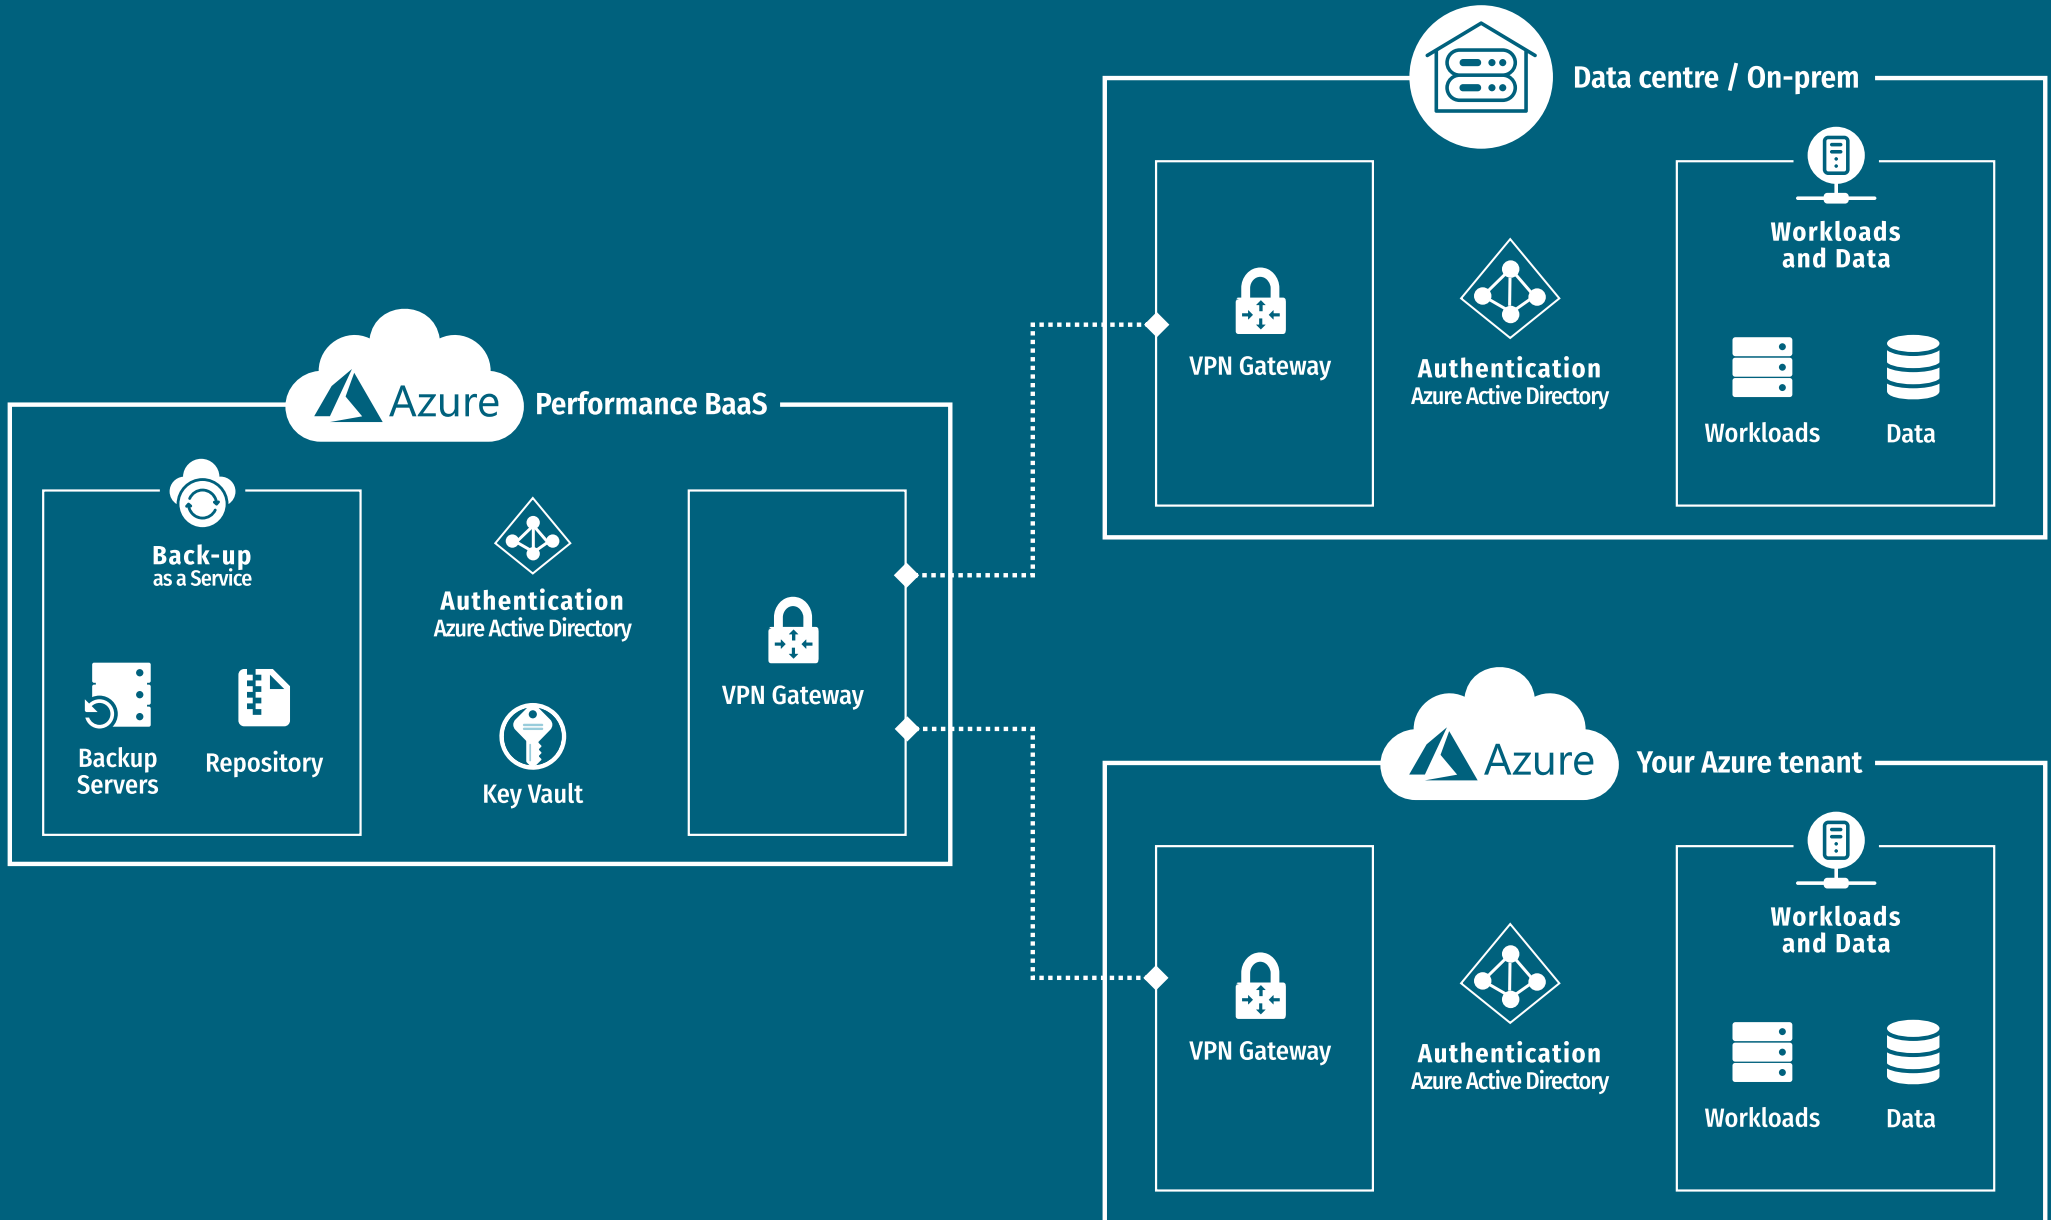 Data centre / On-prem
Workloads
and Data
VPN Gateway
Authentication
Azure Active Directory
Workloads
Data
Azure
Performance BaaS
Back-up
as a Service
Authentication
Azure Active Directory
Backup
Servers
Repository
Key Vault
VPN Gateway
Azure
Your Azure tenant
Workloads
and Data
VPN Gateway
Authentication
Azure Active Directory
Workloads
Data